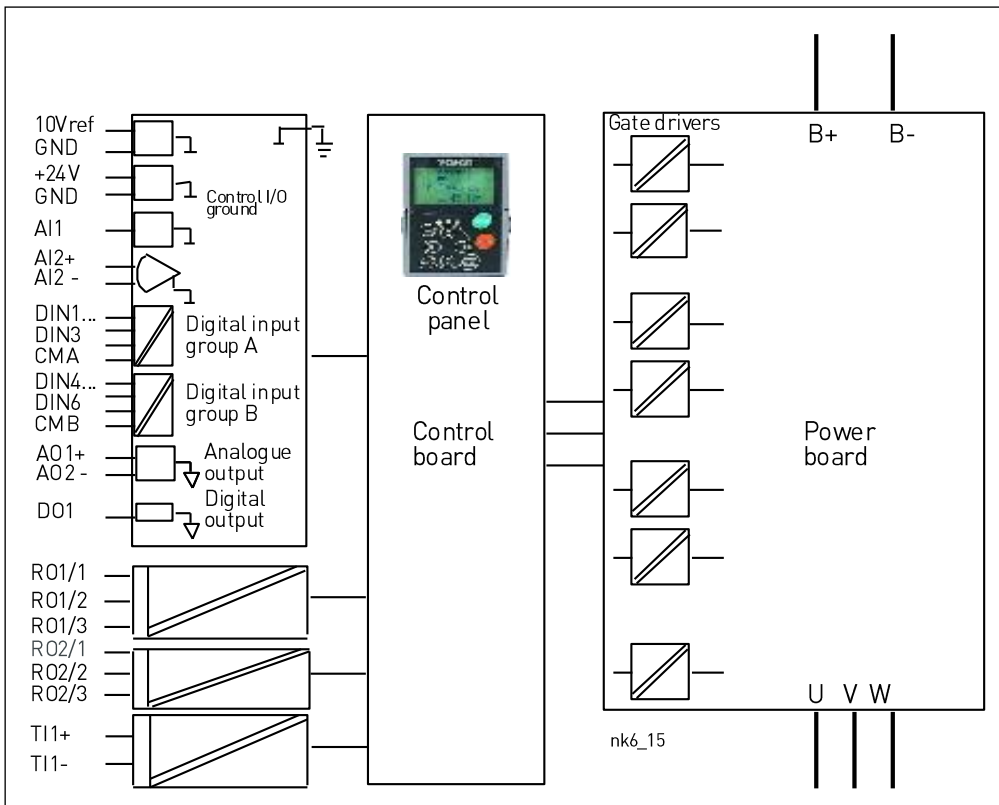 10Vref
GND
+24V
GND
Control I/O
ground
AI1
AI2+
AI2 -
DIN1...
DIN3
CMA
Digital input
group A
DIN4...
DIN6
CMB
Digital input
group B
AO1+
AO2 -
Analogue
output
DO1
Digital
output
RO1/1
RO1/2
RO1/3
RO2/1
RO2/2
RO2/3
TI1+
TI1-
Control
panel
Control
board
Gate drivers
B+ B-
Power
board
U V W
nk6_15